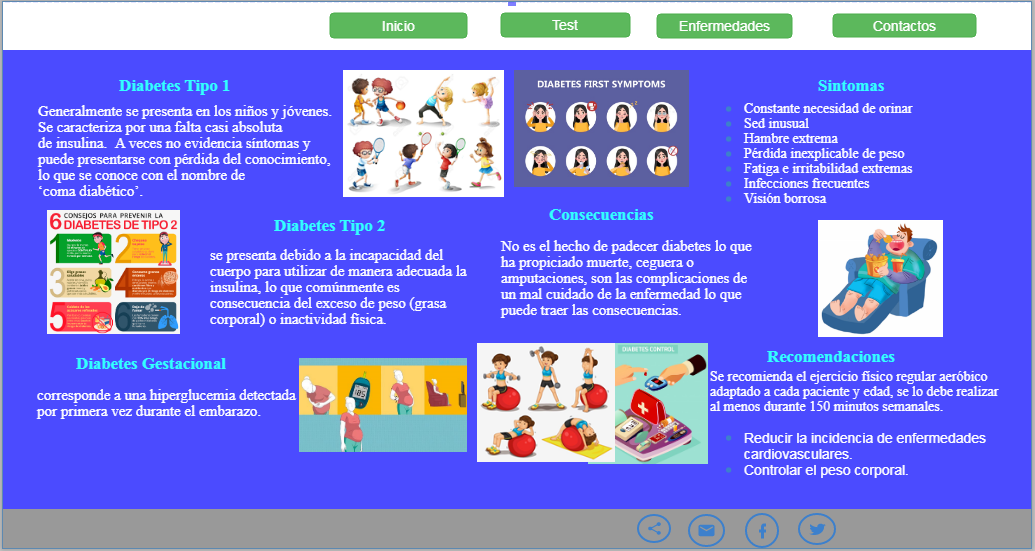 Inicio
Test
Enfermedades
Contactos
Diabetes Tipo 1
Generalmente se presenta en los niños y jóvenes.
Se caracteriza por una falta casi absoluta
de insulina.  A veces no evidencia síntomas y
puede presentarse con pérdida del conocimiento,
lo que se conoce con el nombre de
‘coma diabético’.
DIABETES FIRST SYMPTOMS
Síntomas
Constante necesidad de orinar
Sed inusual
Hambre extrema
Pérdida inexplicable de peso
Fatiga e irritabilidad extremas
Infecciones frecuentes
Visión borrosa
6 CONSEJOS PARA PREVENIR LA
DIABETES DE TIPO 2
1
2
3
4
5
6
Diabetes Tipo 2
se presenta debido a la incapacidad del
cuerpo para utilizar de manera adecuada la
insulina, lo que comúnmente es
consecuencia del exceso de peso (grasa
corporal) o inactividad física.
Consecuencias
No es el hecho de padecer diabetes lo que
ha propiciado muerte, ceguera o
amputaciones, son las complicaciones de
un mal cuidado de la enfermedad lo que
puede traer las consecuencias.
Diabetes Gestacional
corresponde a una hiperglucemia detectada
por primera vez durante el embarazo.
DIABETES CONTROL
Recomendaciones
Se recomienda el ejercicio físico regular aeróbico
adaptado a cada paciente y edad, se lo debe realizar
al menos durante 150 minutos semanales.
Reducir la incidencia de enfermedades
cardiovasculares.
Controlar el peso corporal.